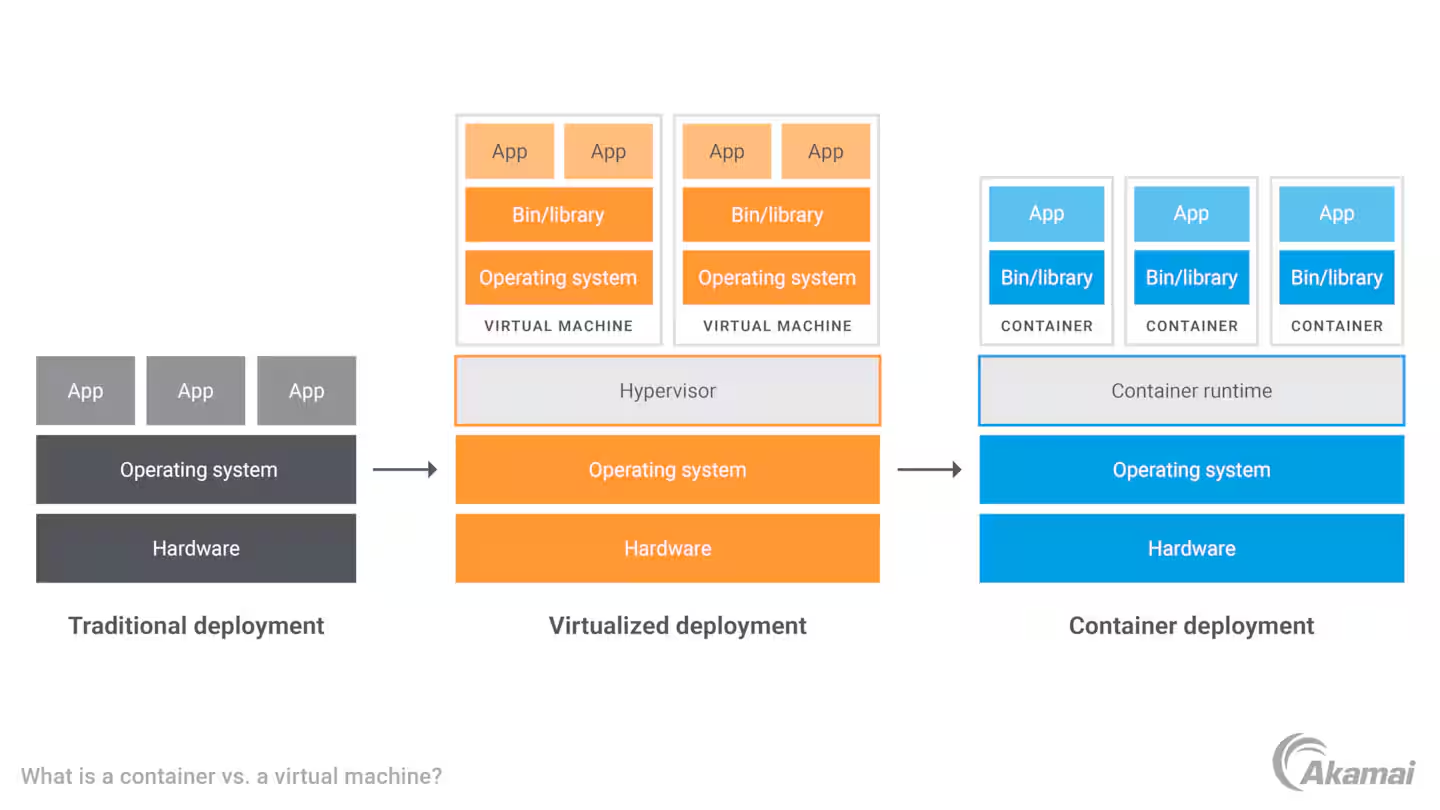 App App App
Operating system
Hardware
Traditional deployment
App App
Bin/library
Operating system
VIRTUAL MACHINE
App App
Bin/library
Operating system
VIRTUAL MACHINE
Hypervisor
Operating system
Hardware
Virtualized deployment
App
Bin/library
CONTAINER
App
Bin/library
CONTAINER
App
Bin/library
CONTAINER
Container runtime
Operating system
Hardware
Container deployment
What is a container vs. a virtual machine?
Akamai